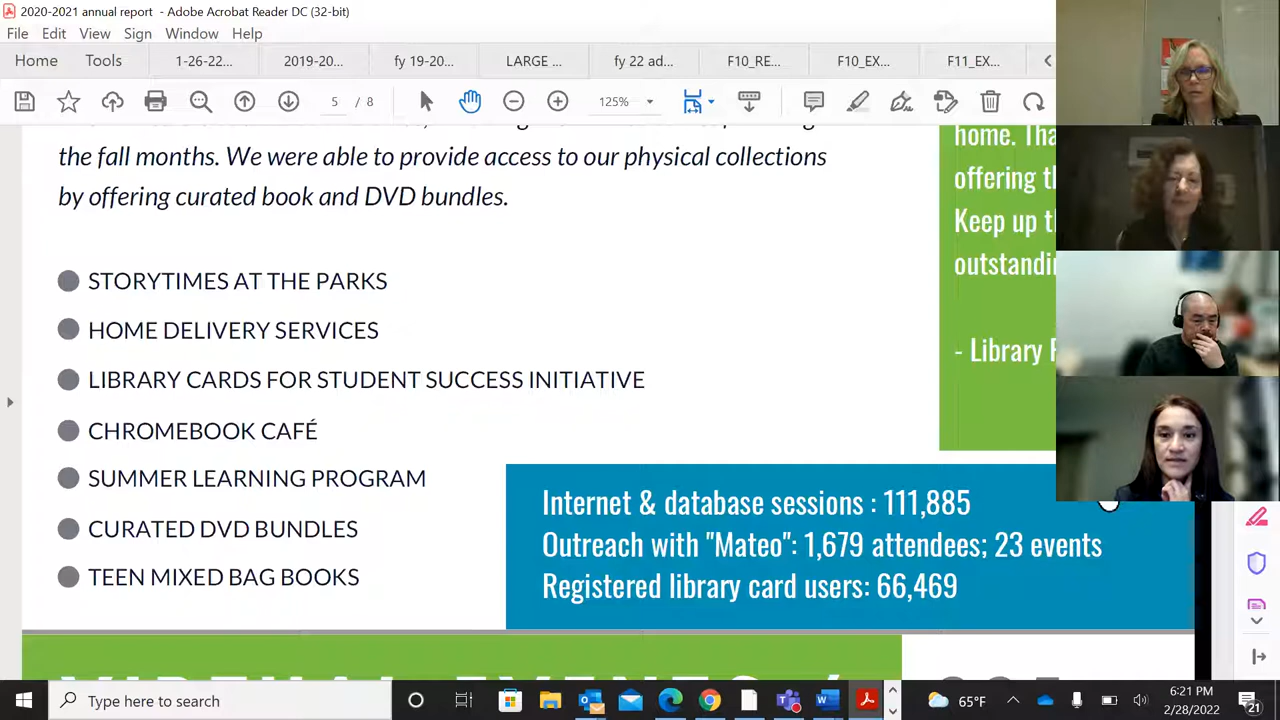 2020-2021 annual report - Adobe Acrobat Reader DC (32-bit)
File Edit View Sign Window Help
Home Tools 1-26-22... 2019-20... fy 19-20... LARGE ... fy 22 ad... F10_RE... F10_EX... F11_EX...
5 / 8 125%
the fall months. We were able to provide access to our physical collections
by offering curated book and DVD bundles.
STORYTIMES AT THE PARKS
HOME DELIVERY SERVICES
LIBRARY CARDS FOR STUDENT SUCCESS INITIATIVE
CHROMEBOOK CAFÉ
SUMMER LEARNING PROGRAM
CURATED DVD BUNDLES
TEEN MIXED BAG BOOKS
home.
offering
Keep up
- Library
Internet & database sessions : 111,885
Outreach with "Mateo": 1,679 attendees; 23 events
Registered library card users: 66,469
Type here to search
65°F
6:21 PM
2/28/2022
21